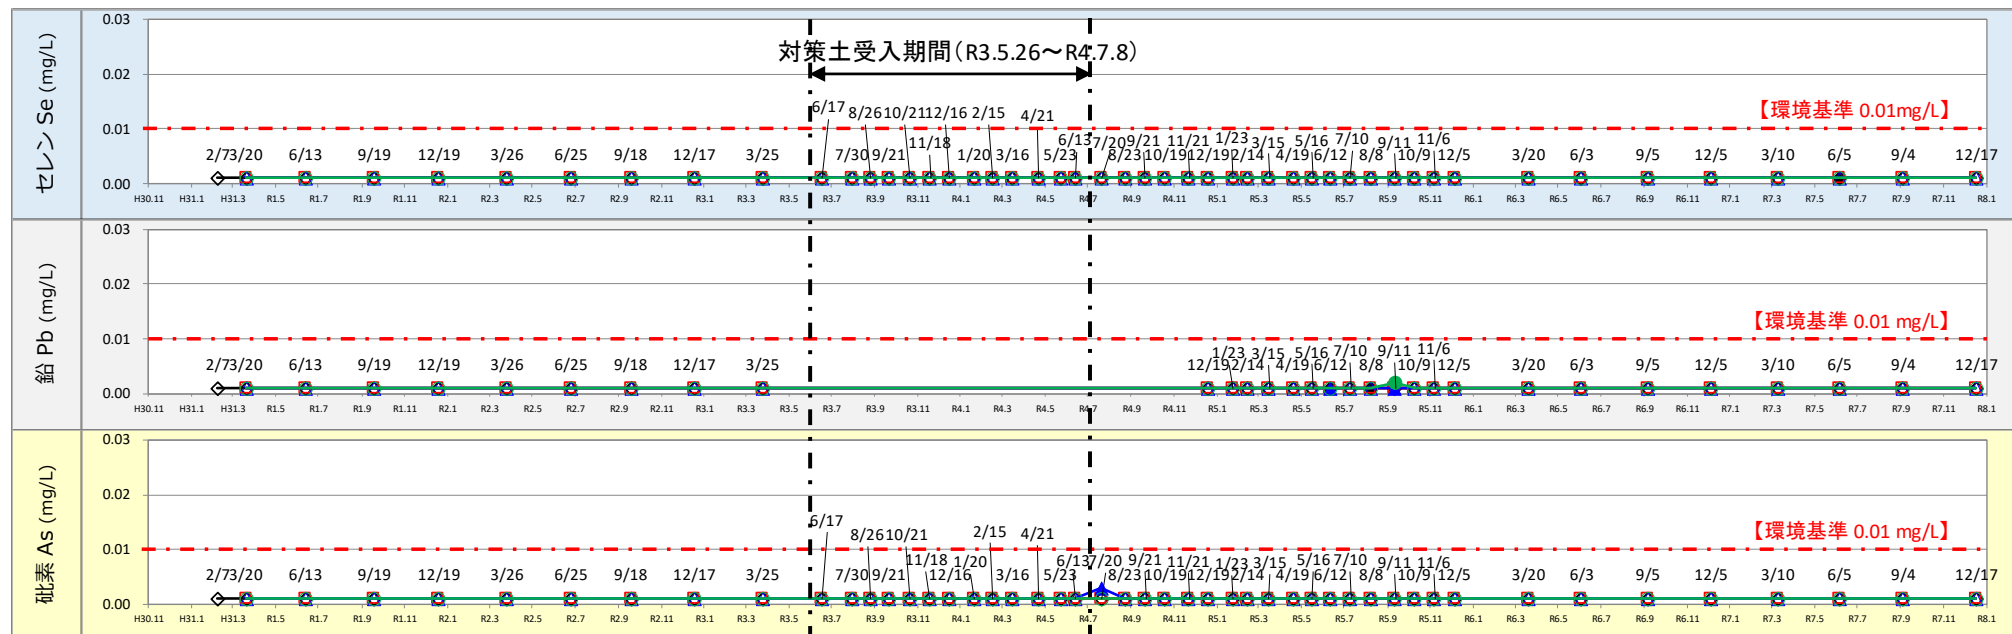 セレン Se (mg/L)
0.03
0.02
0.01
0.00
対策土受入期間(R3.5.26～R4.7.8)
【環境基準 0.01mg/L】
6/17 8/26 10/21 12/16 2/15 4/21 6/13 7/20 9/21 11/21 1/23 3/15 5/16 7/10 9/11 11/6
2/7 3/20 6/13 9/19 12/19 3/26 6/25 9/18 12/17 3/25 7/30 9/21 11/18 1/20 3/16 5/23 8/23 10/19 12/19 2/14 4/19 6/12 8/8 10/9 12/5 3/20 6/3 9/5 12/5 3/10 6/5 9/4 12/17
H30.11 H31.1 H31.3 R1.5 R1.7 R1.9 R1.11 R2.1 R2.3 R2.5 R2.7 R2.9 R2.11 R3.1 R3.3 R3.5 R3.7 R3.9 R3.11 R4.1 R4.3 R4.5 R4.7 R4.9 R4.11 R5.1 R5.3 R5.5 R5.7 R5.9 R5.11 R6.1 R6.3 R6.5 R6.7 R6.9 R6.11 R7.1 R7.3 R7.5 R7.7 R7.9 R7.11 R8.1
鉛 Pb (mg/L)
0.03
0.02
0.01
0.00
【環境基準 0.01 mg/L】
1/23 3/15 5/16 7/10 9/11 11/6
2/7 3/20 6/13 9/19 12/19 3/26 6/25 9/18 12/17 3/25 12/19 2/14 4/19 6/12 8/8 10/9 12/5 3/20 6/3 9/5 12/5 3/10 6/5 9/4 12/17
H30.11 H31.1 H31.3 R1.5 R1.7 R1.9 R1.11 R2.1 R2.3 R2.5 R2.7 R2.9 R2.11 R3.1 R3.3 R3.5 R3.7 R3.9 R3.11 R4.1 R4.3 R4.5 R4.7 R4.9 R4.11 R5.1 R5.3 R5.5 R5.7 R5.9 R5.11 R6.1 R6.3 R6.5 R6.7 R6.9 R6.11 R7.1 R7.3 R7.5 R7.7 R7.9 R7.11 R8.1
砒素 As (mg/L)
0.03
0.02
0.01
0.00
【環境基準 0.01 mg/L】
6/17 8/26 10/21 11/18 1/20 2/15 4/21 6/13 7/20 9/21 11/21 1/23 3/15 5/16 7/10 9/11 11/6
2/7 3/20 6/13 9/19 12/19 3/26 6/25 9/18 12/17 3/25 7/30 9/21 12/16 3/16 5/23 8/23 10/19 12/19 2/14 4/19 6/12 8/8 10/9 12/5 3/20 6/3 9/5 12/5 3/10 6/5 9/4 12/17
H30.11 H31.1 H31.3 R1.5 R1.7 R1.9 R1.11 R2.1 R2.3 R2.5 R2.7 R2.9 R2.11 R3.1 R3.3 R3.5 R3.7 R3.9 R3.11 R4.1 R4.3 R4.5 R4.7 R4.9 R4.11 R5.1 R5.3 R5.5 R5.7 R5.9 R5.11 R6.1 R6.3 R6.5 R6.7 R6.9 R6.11 R7.1 R7.3 R7.5 R7.7 R7.9 R7.11 R8.1